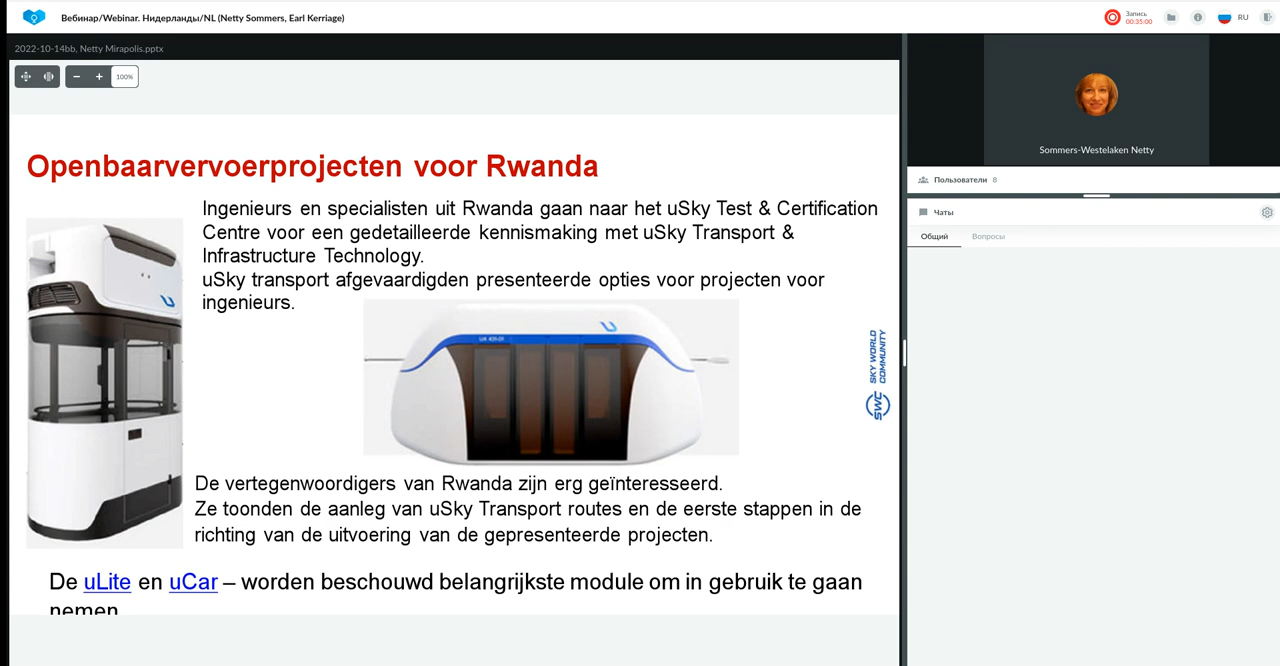 Вебинар/Webinar. Нидерланды/NL (Netty Sommers, Earl Kerriage)
Запись
00:35:00
RU
2022-10-14bb, Netty Mirapolis.pptx
100%
Openbaarvervoerprojecten voor Rwanda
Ingenieurs en specialisten uit Rwanda gaan naar het uSky Test & Certification
Centre voor een gedetailleerde kennismaking met uSky Transport &
Infrastructure Technology.
uSky transport afgevaardigden presenteerde opties voor projecten voor
ingenieurs.
SKY WORLD
COMMUNITY
SWC
De vertegenwoordigers van Rwanda zijn erg geïnteresseerd.
Ze toonden de aanleg van uSky Transport routes en de eerste stappen in de
richting van de uitvoering van de gepresenteerde projecten.
De uLite en uCar – worden beschouwd belangrijkste module om in gebruik te gaan
nemen
Sommers-Westelaken Netty
Пользователи 8
Чаты
Общий
Вопросы